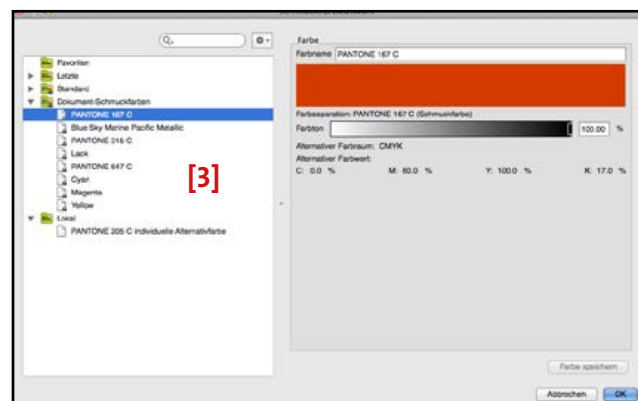 Favoriten
Letzte
Standard
Dokument-Schmuckfarben
PANTONE 167 C
Blue Sky Marine Pacific Metallic
PANTONE 216 C
Lack
PANTONE 647 C
Cyan
Magenta
Yellow
Lokal
PANTONE 205 C individuelle Alternativfarbe
[3]
Farbe
Farbname PANTONE 167 C
Farbseparation: PANTONE 167 C (Schmuckfarbe)
Farbton 100.00 %
Alternativer Farbraum: CMYK
Alternativer Farbwert:
C: 0.0 % M: 60.0 % Y: 100.0 % K: 17.0 %
Farbe speichern
Abbrechen OK